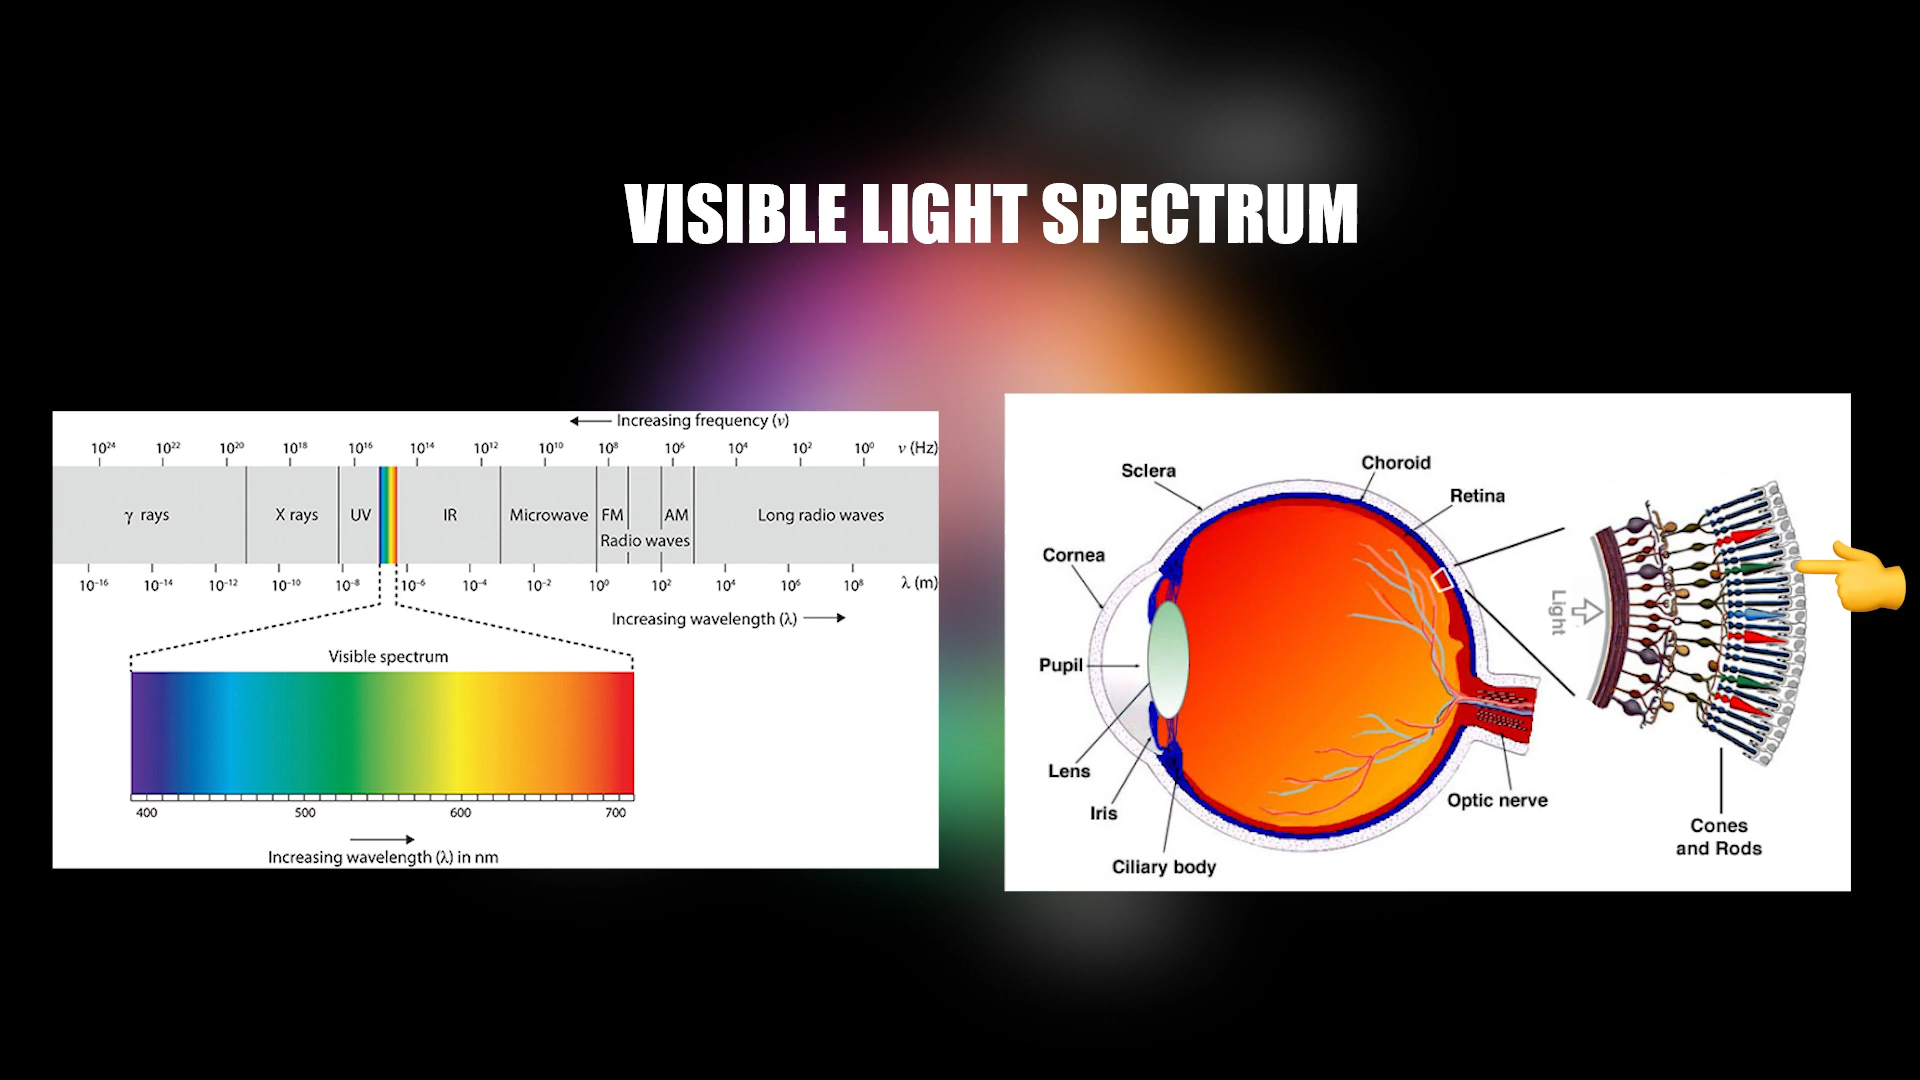 VISIBLE LIGHT SPECTRUM
Increasing frequency (ν)
10²⁴ 10²² 10²⁰ 10¹⁸ 10¹⁶ 10¹⁴ 10¹² 10¹⁰ 10⁸ 10⁶ 10⁴ 10² 10⁰ ν (Hz)
γ rays X rays UV IR Microwave FM AM Long radio waves
Radio waves
10⁻¹⁶ 10⁻¹⁴ 10⁻¹² 10⁻¹⁰ 10⁻⁸ 10⁻⁶ 10⁻⁴ 10⁻² 10⁰ 10² 10⁴ 10⁶ 10⁸ λ (m)
Increasing wavelength (λ)
Visible spectrum
400 500 600 700
Increasing wavelength (λ) in nm
Sclera
Choroid
Retina
Cornea
Light
Pupil
Lens
Iris
Optic nerve
Ciliary body
Cones
and Rods